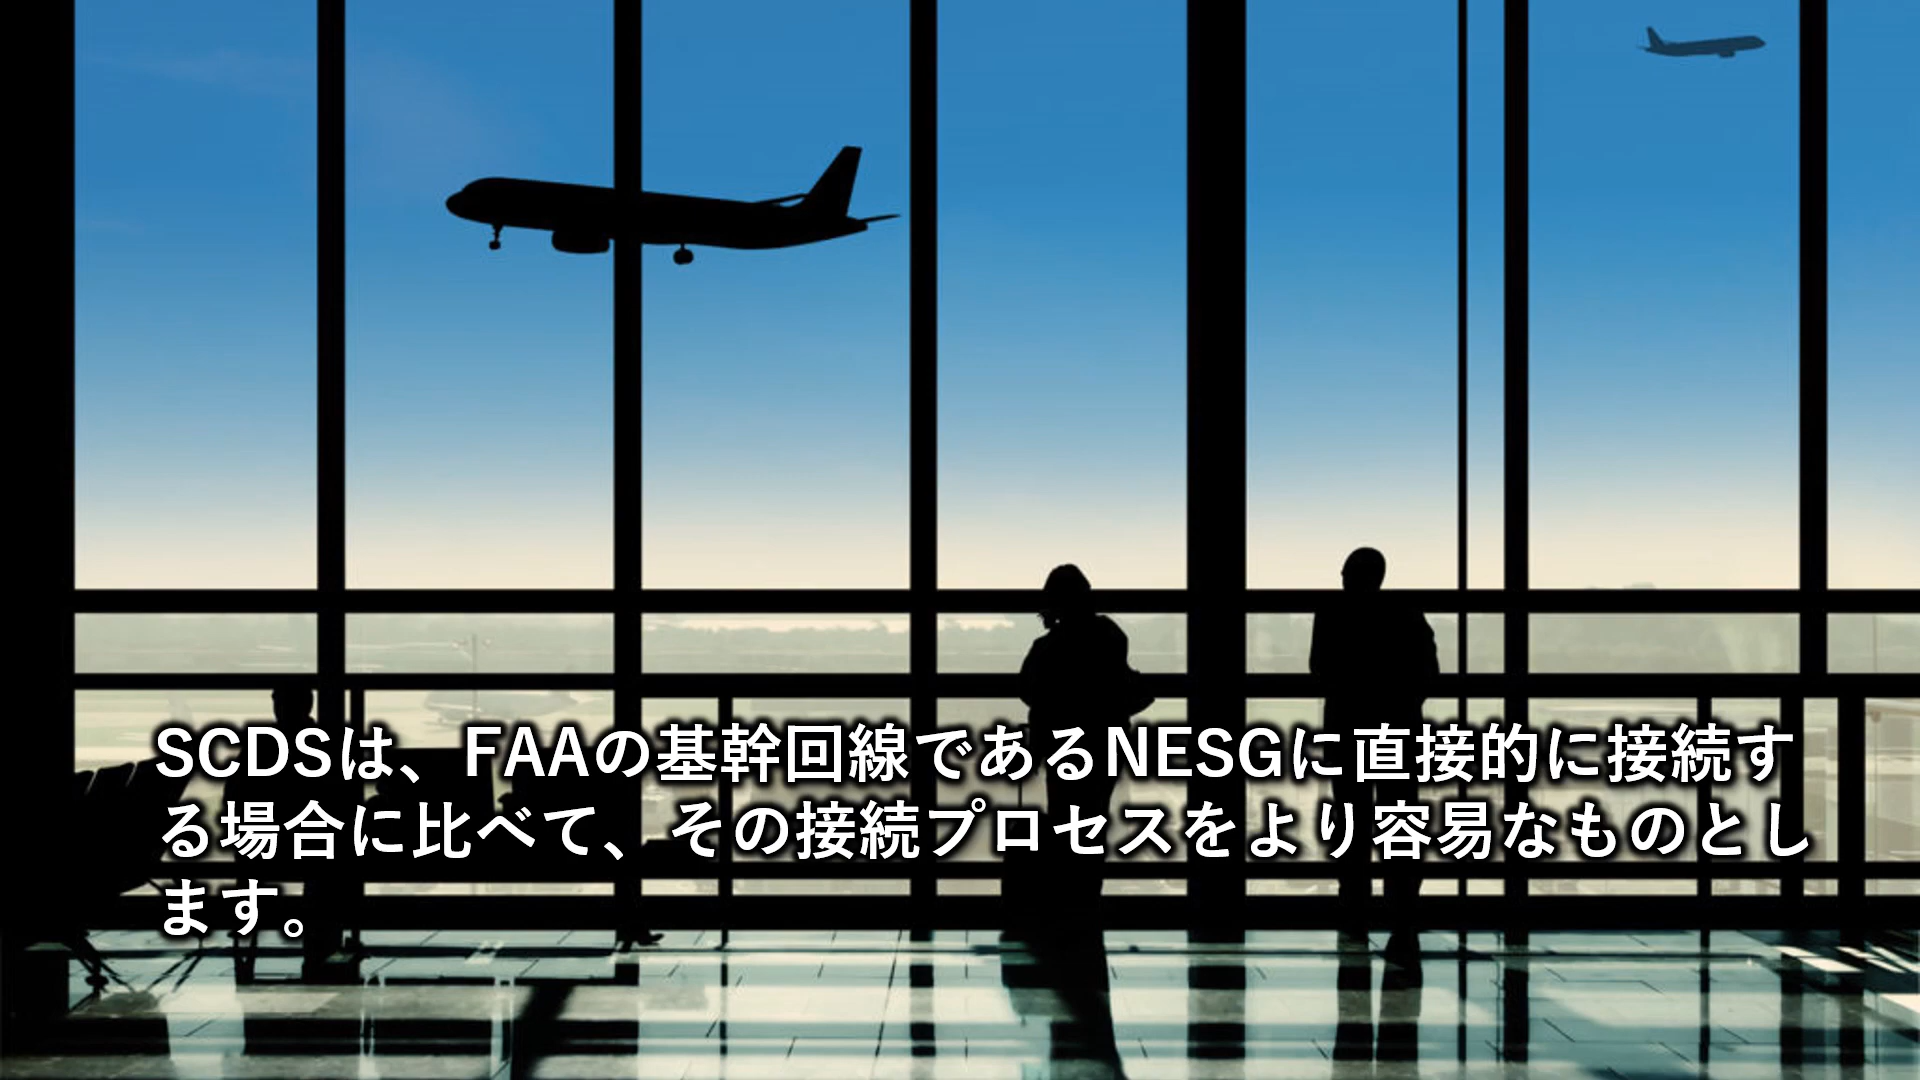 SCDSは、FAAの基幹回線であるNESGに直接的に接続す
る場合に比べて、その接続プロセスをより容易なものとし
ます。